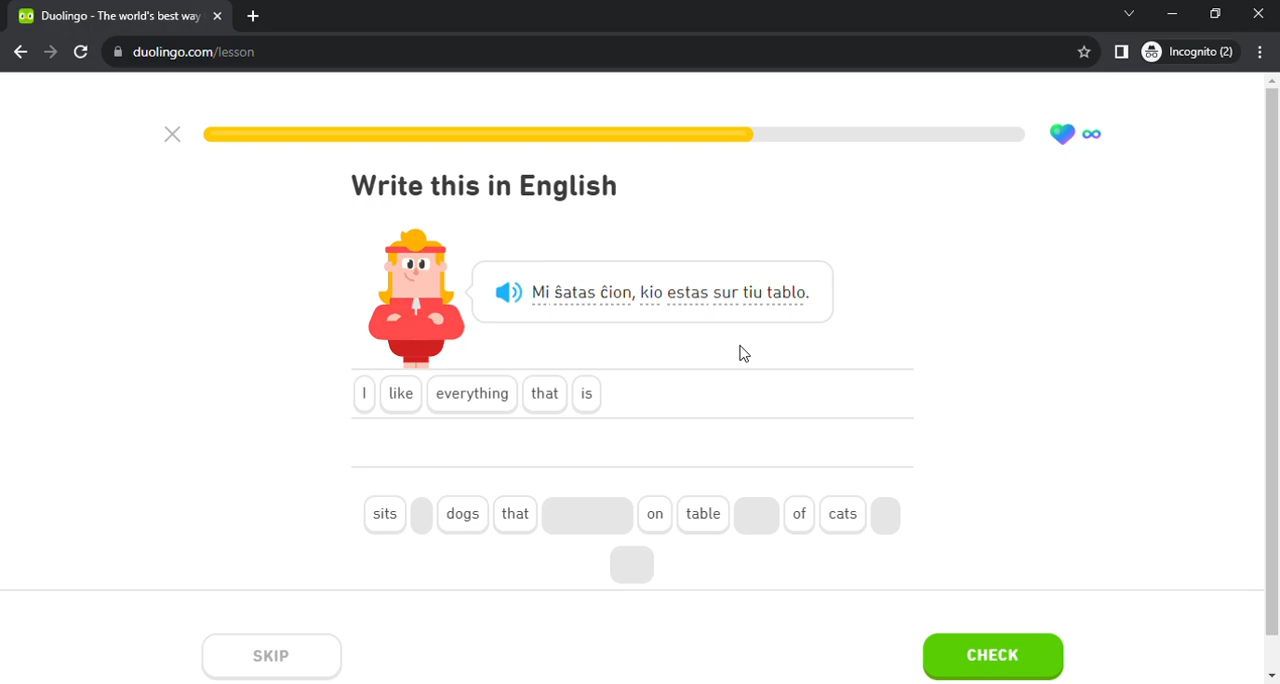 Duolingo - The world's best way
duolingo.com/lesson
Incognito (2)
Write this in English
Mi ŝatas ĉion, kio estas sur tiu tablo.
I like everything that is
sits dogs that on table of cats
SKIP
CHECK